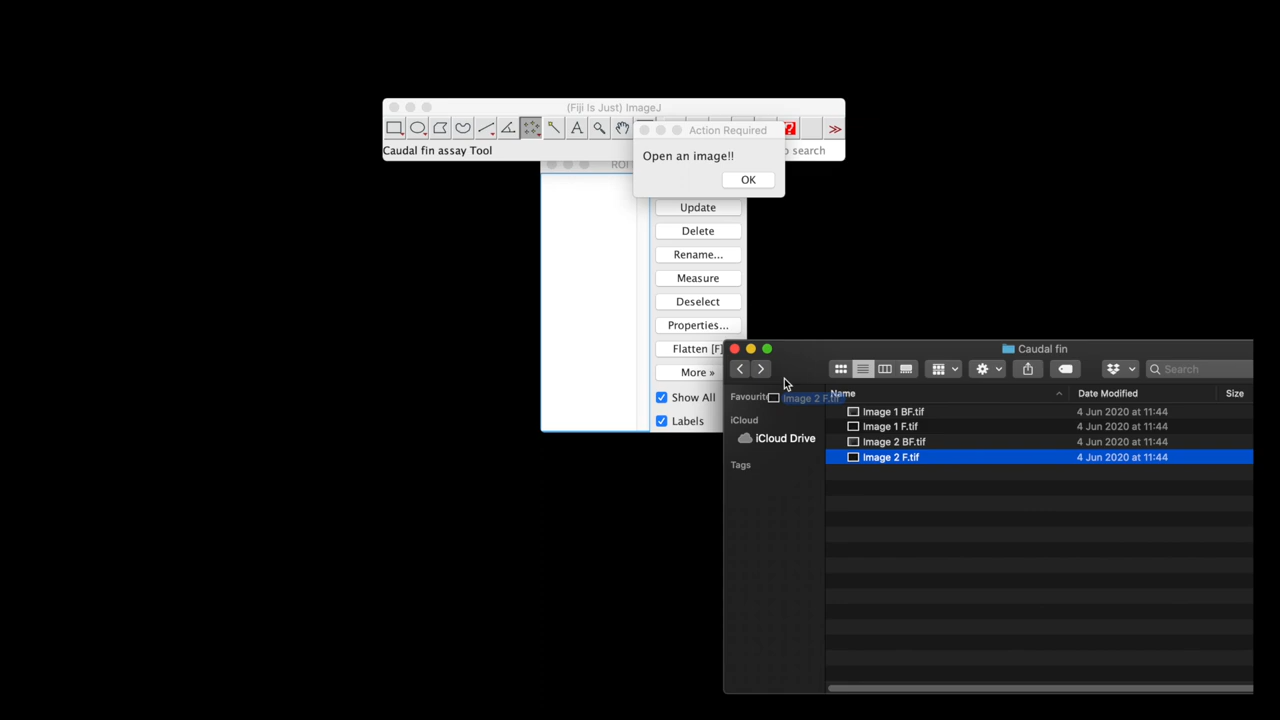 (Fiji Is Just) ImageJ
Action Required
Caudal fin assay Tool
search
Open an image!!
ROI
OK
Update
Delete
Rename...
Measure
Deselect
Properties...
Flatten [F]
More »
Show All
Labels
Caudal fin
Search
Name
Date Modified
Size
Image 2 F.tif
iCloud
iCloud Drive
Tags
Image 1 BF.tif
4 Jun 2020 at 11:44
Image 1 F.tif
4 Jun 2020 at 11:44
Image 2 BF.tif
4 Jun 2020 at 11:44
Image 2 F.tif
4 Jun 2020 at 11:44